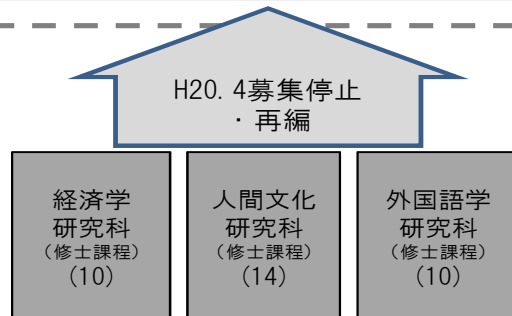 H20.4募集停止
・再編
経済学
研究科
（修士課程）
(10)
人間文化
研究科
（修士課程）
(14)
外国語学
研究科
（修士課程）
(10)